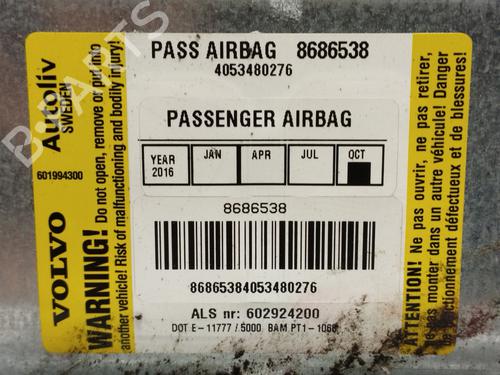 PASS AIRBAG 8686538
4053480276
PASSENGER AIRBAG
YEAR
2016
JAN
APR
JUL
OCT
8686538
86865384053480276
ALS nr: 602924200
DOT E-11777 / 5000 BAM PT1-1068
Autoliv
SWEDEN
601994300
VOLVO
WARNING! Do not open, remove or put into
another vehicle! Risk of malfunctioning and bodily injury!
ATTENTION! Ne pas ouvrir, ne pas retirer,
ne pas monter dans un autre véhicule! Danger
de fonctionnement défectueux et de blessures!
B-PARTS